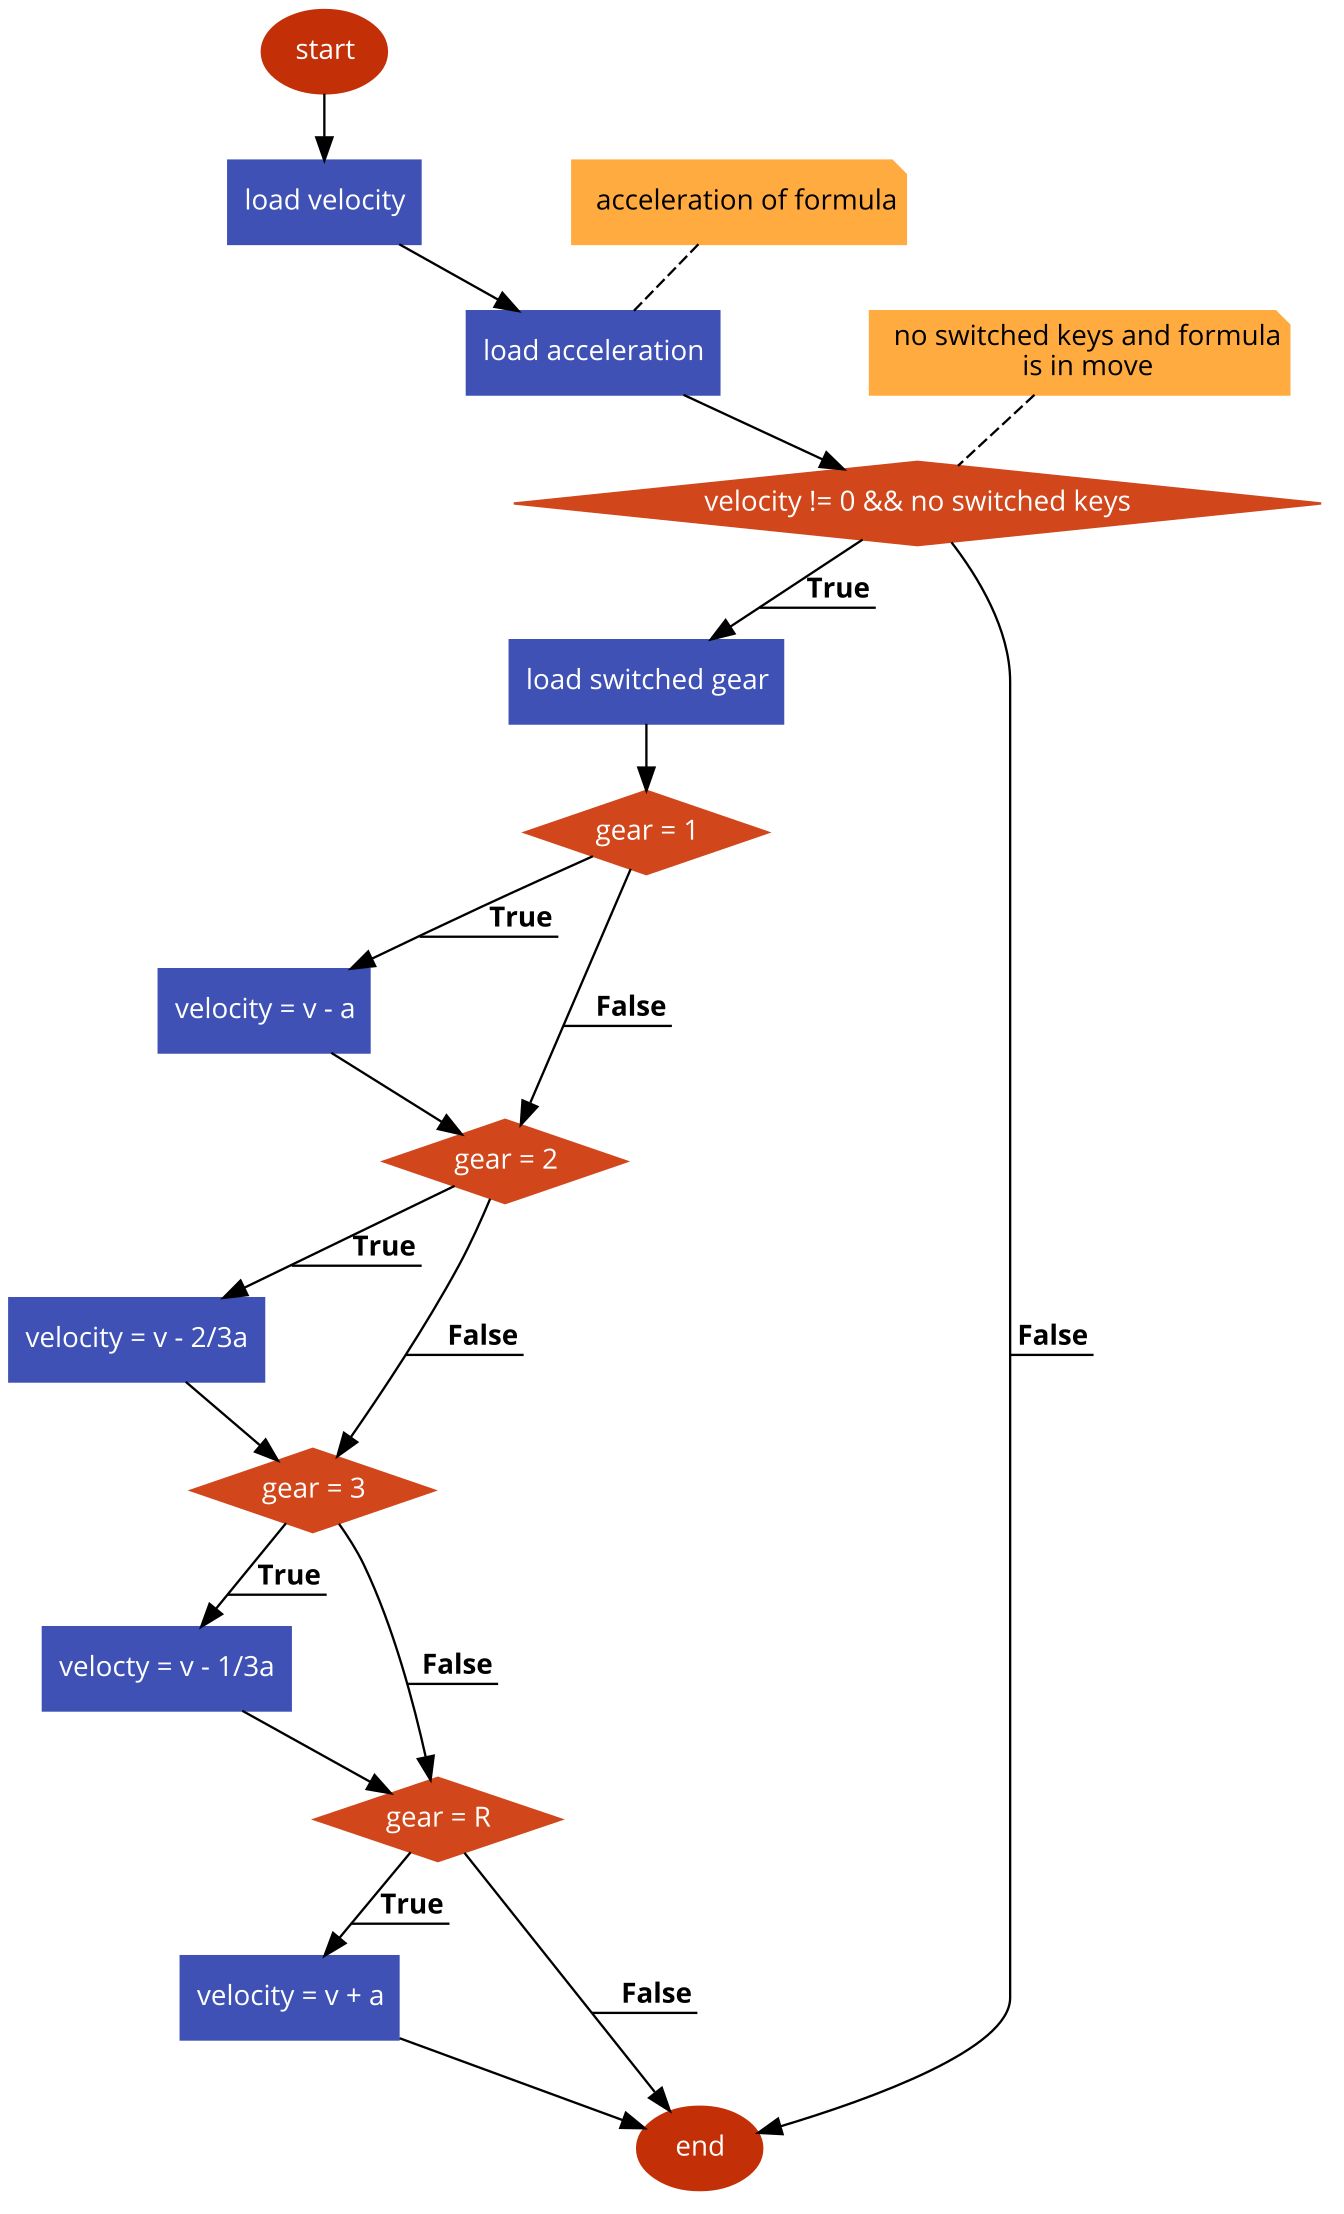 start
load velocity
acceleration of formula
load acceleration
no switched keys and formula
is in move
velocity != 0 && no switched keys
True
load switched gear
gear = 1
True
velocity = v - a
False
gear = 2
True
velocity = v - 2/3a
False
False
gear = 3
True
velocty = v - 1/3a
False
gear = R
True
velocity = v + a
False
end